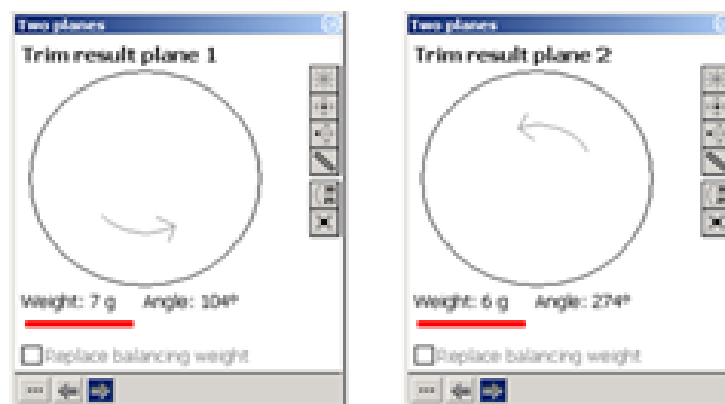 Two planes
Trim result plane 1
Weight: 7 g Angle: 104°
Replace balancing weight
Two planes
Trim result plane 2
Weight: 6 g Angle: 274°
Replace balancing weight